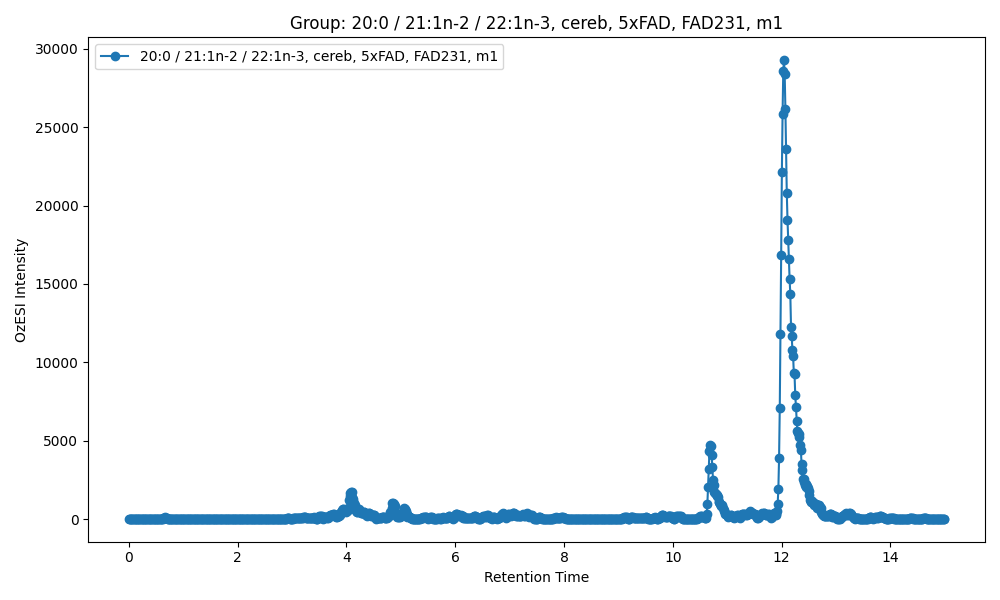 Group: 20:0 / 21:1n-2 / 22:1n-3, cereb, 5xFAD, FAD231, m1
20:0 / 21:1n-2 / 22:1n-3, cereb, 5xFAD, FAD231, m1
30000
25000
20000
15000
10000
5000
0
OzESI Intensity
0 2 4 6 8 10 12 14
Retention Time